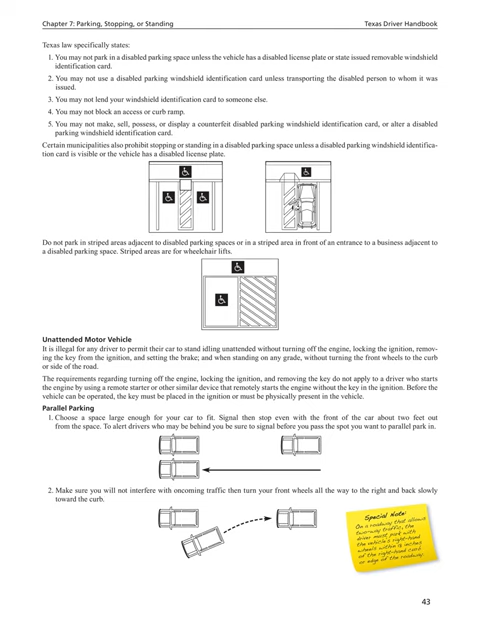 Chapter 7: Parking, Stopping, or Standing
Texas Driver Handbook
Texas law specifically states:
1. You may not park in a disabled parking space unless the vehicle has a disabled license plate or state issued removable windshield
identification card.
2. You may not use a disabled parking windshield identification card unless transporting the disabled person to whom it was
issued.
3. You may not lend your windshield identification card to someone else.
4. You may not block an access or curb ramp.
5. You may not make, sell, possess, or display a counterfeit disabled parking windshield identification card, or alter a disabled
parking windshield identification card.
Certain municipalities also prohibit stopping or standing in a disabled parking space unless a disabled parking windshield identifica-
tion card is visible or the vehicle has a disabled license plate.
Do not park in striped areas adjacent to disabled parking spaces or in a striped area in front of an entrance to a business adjacent to
a disabled parking space. Striped areas are for wheelchair lifts.
Unattended Motor Vehicle
It is illegal for any driver to permit their car to stand idling unattended without turning off the engine, locking the ignition, remov-
ing the key from the ignition, and setting the brake; and when standing on any grade, without turning the front wheels to the curb
or side of the road.
The requirements regarding turning off the engine, locking the ignition, and removing the key do not apply to a driver who starts
the engine by using a remote starter or other similar device that remotely starts the engine without the key in the ignition. Before the
vehicle can be operated, the key must be placed in the ignition or must be physically present in the vehicle.
Parallel Parking
1. Choose a space large enough for your car to fit. Signal then stop even with the front of the car about two feet out
from the space. To alert drivers who may be behind you be sure to signal before you pass the spot you want to parallel park in.
2. Make sure you will not interfere with oncoming traffic then turn your front wheels all the way to the right and back slowly
toward the curb.
Special Note:
On a roadway that allows
two-way traffic, the
driver must park with
the vehicle's right-hand
wheels within 18 inches
of the right-hand curb
or edge of the roadway.
43